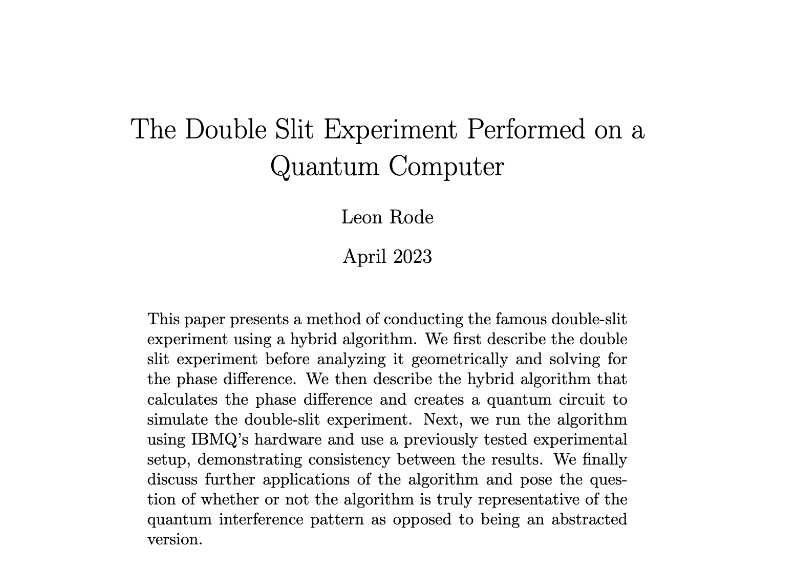 The Double Slit Experiment Performed on a
Quantum Computer
Leon Rode
April 2023
This paper presents a method of conducting the famous double-slit
experiment using a hybrid algorithm. We first describe the double
slit experiment before analyzing it geometrically and solving for
the phase difference. We then describe the hybrid algorithm that
calculates the phase difference and creates a quantum circuit to
simulate the double-slit experiment. Next, we run the algorithm
using IBMQ's hardware and use a previously tested experimental
setup, demonstrating consistency between the results. We finally
discuss further applications of the algorithm and pose the ques-
tion of whether or not the algorithm is truly representative of the
quantum interference pattern as opposed to being an abstracted
version.